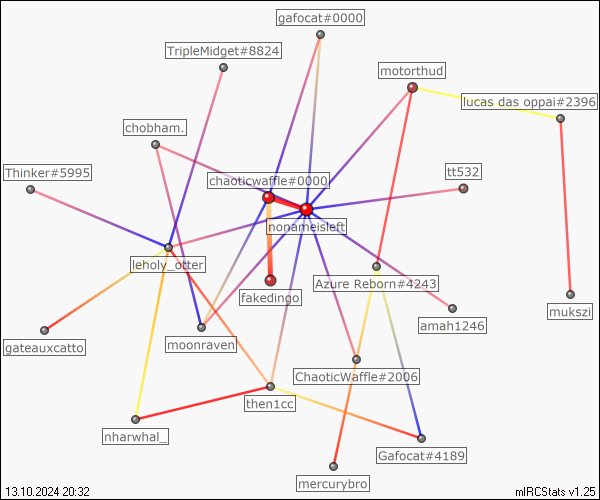 gafocat#0000
TripleMidget#8824
motorthud
lucas das oppai#2396
chobham.
Thinker#5995
chaoticwaffle#0000
tt532
nonameisleft
leholy_otter
Azure Reborn#4243
fakedingo
mukszi
amah1246
gateauxcatto
moonraven
ChaoticWaffle#2006
then1cc
nharwhal_
Gafocat#4189
mercurybro
13.10.2024 20:32
mIRCStats v1.25